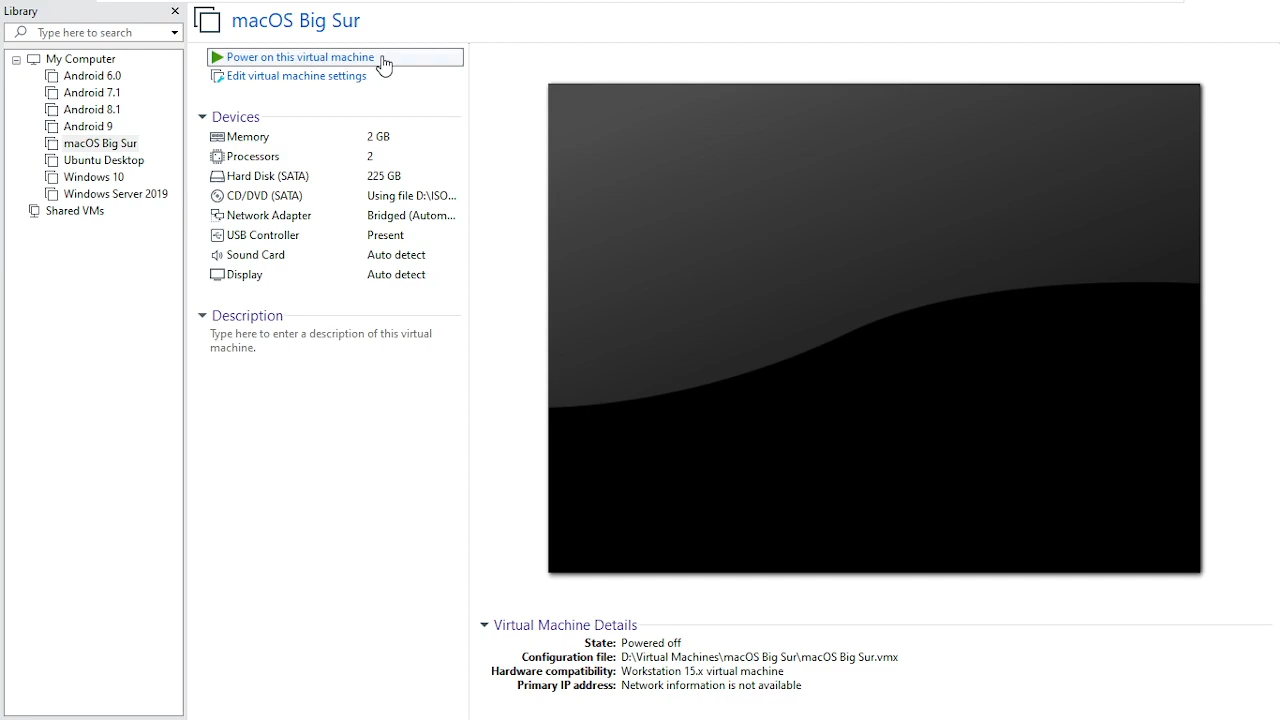 Library
Type here to search
My Computer
Android 6.0
Android 7.1
Android 8.1
Android 9
macOS Big Sur
Ubuntu Desktop
Windows 10
Windows Server 2019
Shared VMs
macOS Big Sur
Power on this virtual machine
Edit virtual machine settings
Devices
Memory 2 GB
Processors 2
Hard Disk (SATA) 225 GB
CD/DVD (SATA) Using file D:\ISO...
Network Adapter Bridged (Autom...
USB Controller Present
Sound Card Auto detect
Display Auto detect
Description
Type here to enter a description of this virtual
machine.
Virtual Machine Details
State: Powered off
Configuration file: D:\Virtual Machines\macOS Big Sur\macOS Big Sur.vmx
Hardware compatibility: Workstation 15.x virtual machine
Primary IP address: Network information is not available